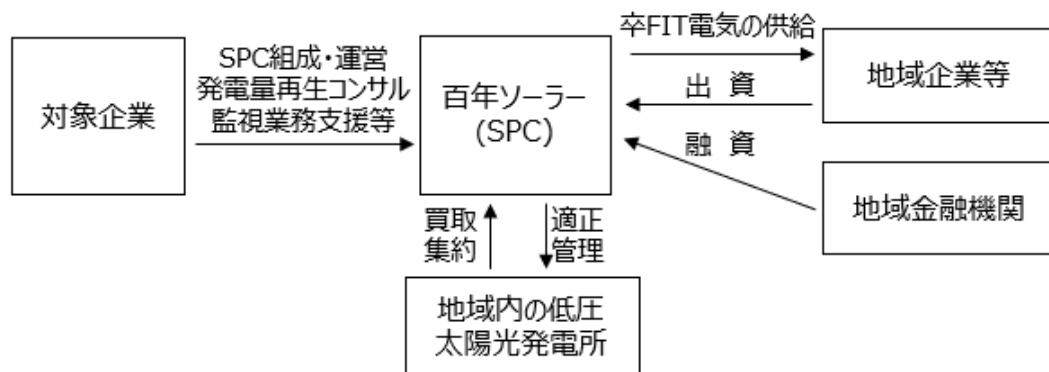 対象企業
SPC組成・運営
発電量再生コンサル
監視業務支援等
百年ソーラー
(SPC)
卒FIT電気の供給
出 資
融 資
地域企業等
地域金融機関
買取
集約
適正
管理
地域内の低圧
太陽光発電所